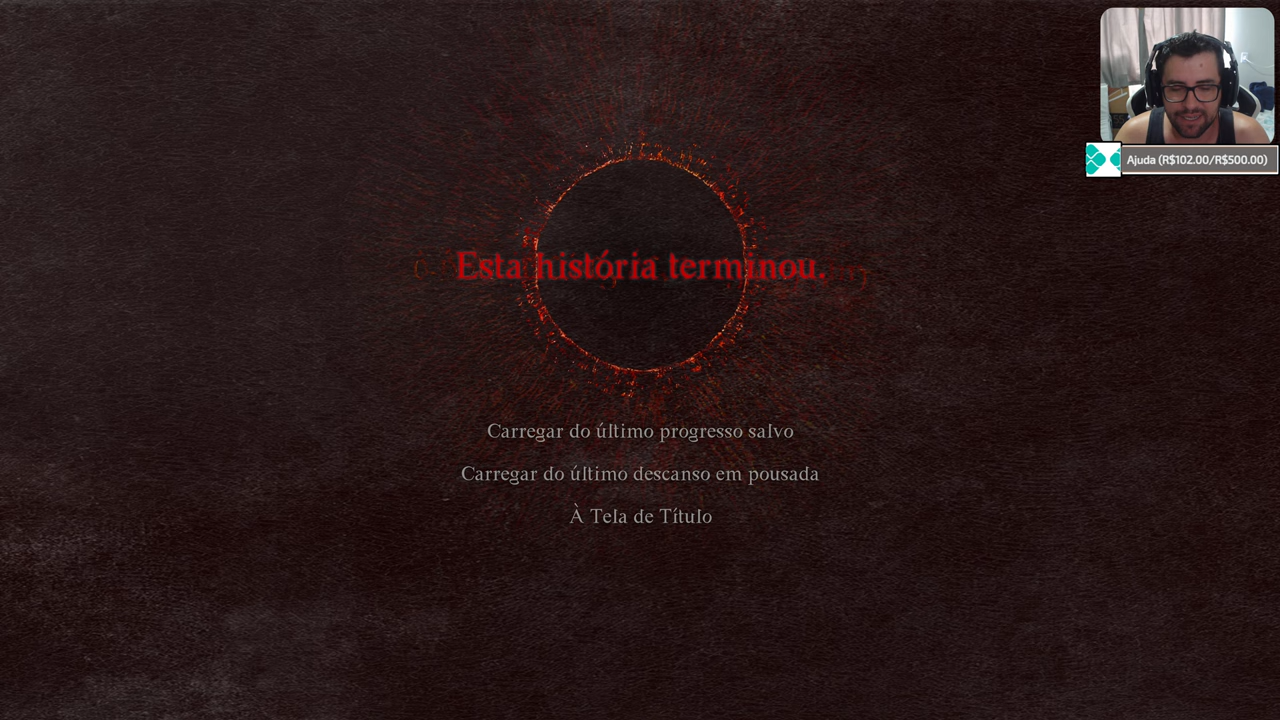 Ajuda (R$102.00/R$500.00)
Esta história terminou.
Carregar do último progresso salvo
Carregar do último descanso em pousada
À Tela de Título